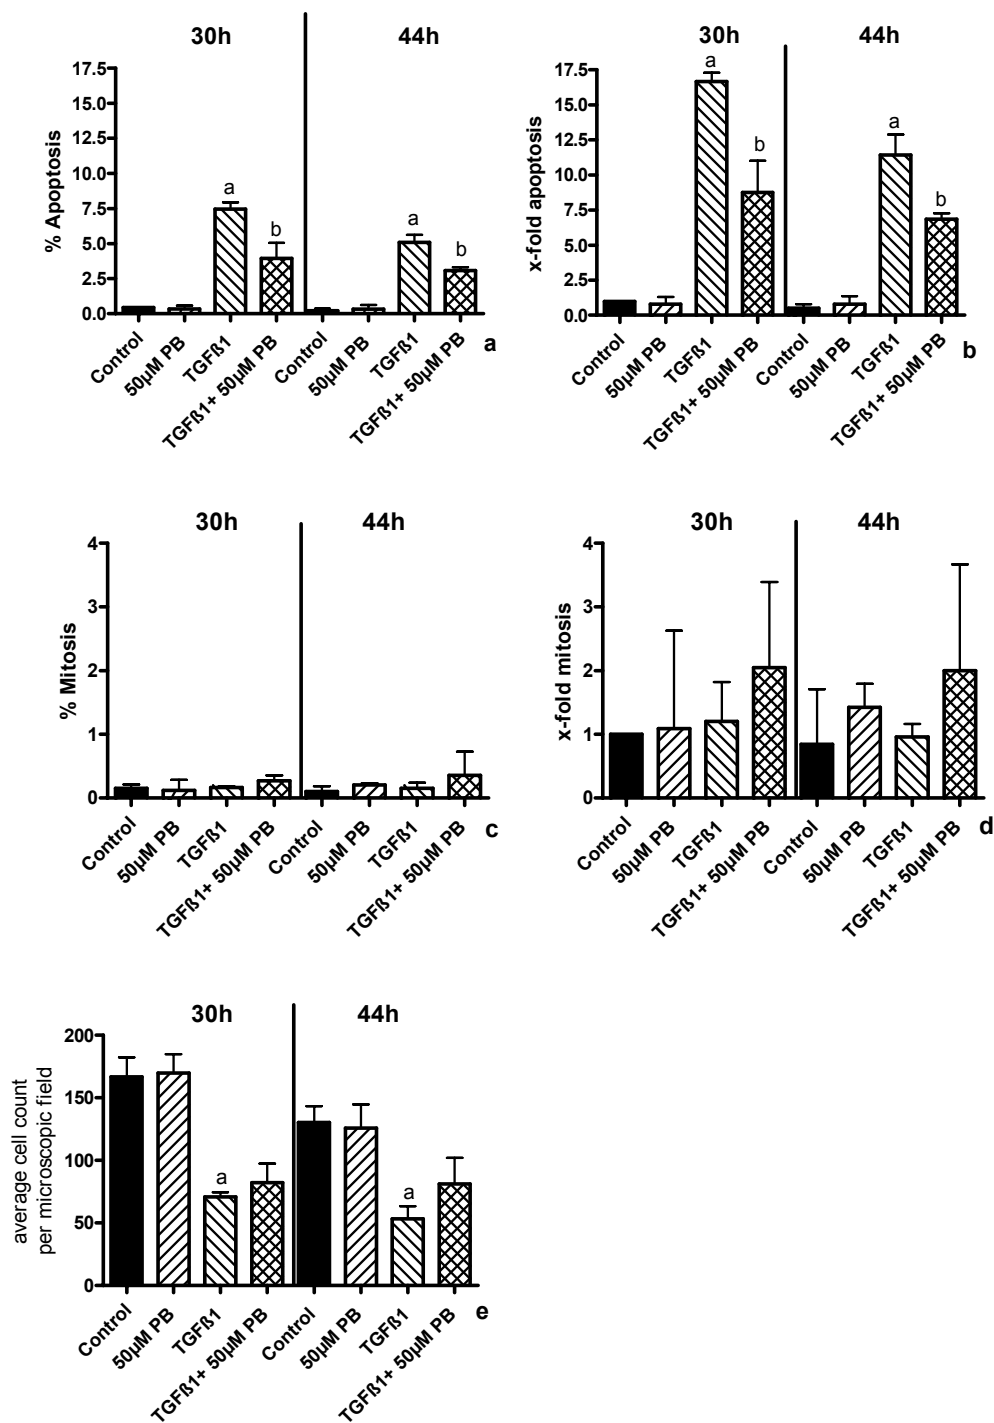 30h 44h
% Apoptosis
17.5
15.0
12.5
10.0
7.5
5.0
2.5
0.0
a
b
a
b
Control
50µM PB
TGFß1
TGFß1+ 50µM PB
Control
50µM PB
TGFß1
TGFß1+ 50µM PB
a
30h 44h
x-fold apoptosis
17.5
15.0
12.5
10.0
7.5
5.0
2.5
0.0
a
b
a
b
Control
50µM PB
TGFß1
TGFß1+ 50µM PB
Control
50µM PB
TGFß1
TGFß1+ 50µM PB
b
30h 44h
% Mitosis
4
3
2
1
0
Control
50µM PB
TGFß1
TGFß1+ 50µM PB
Control
50µM PB
TGFß1
TGFß1+ 50µM PB
c
30h 44h
x-fold mitosis
4
3
2
1
0
Control
50µM PB
TGFß1
TGFß1+ 50µM PB
Control
50µM PB
TGFß1
TGFß1+ 50µM PB
d
30h 44h
average cell count
per microscopic field
200
150
100
50
0
a
a
Control
50µM PB
TGFß1
TGFß1+ 50µM PB
Control
50µM PB
TGFß1
TGFß1+ 50µM PB
e